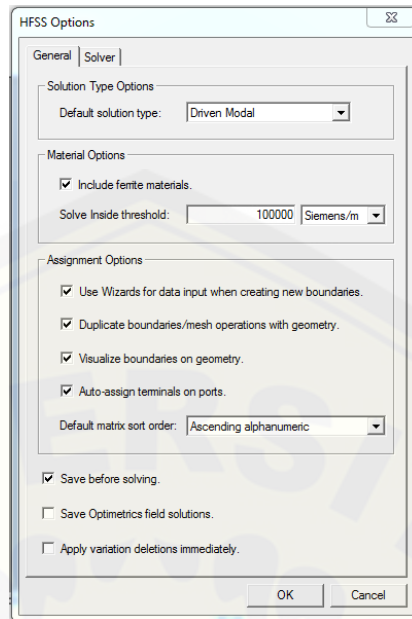 HFSS Options
General Solver
Solution Type Options
Default solution type: Driven Modal
Material Options
Include ferrite materials.
Solve Inside threshold: 100000 Siemens/m
Assignment Options
Use Wizards for data input when creating new boundaries.
Duplicate boundaries/mesh operations with geometry.
Visualize boundaries on geometry.
Auto-assign terminals on ports.
Default matrix sort order: Ascending alphanumeric
Save before solving.
Save Optimetrics field solutions.
Apply variation deletions immediately.
OK Cancel